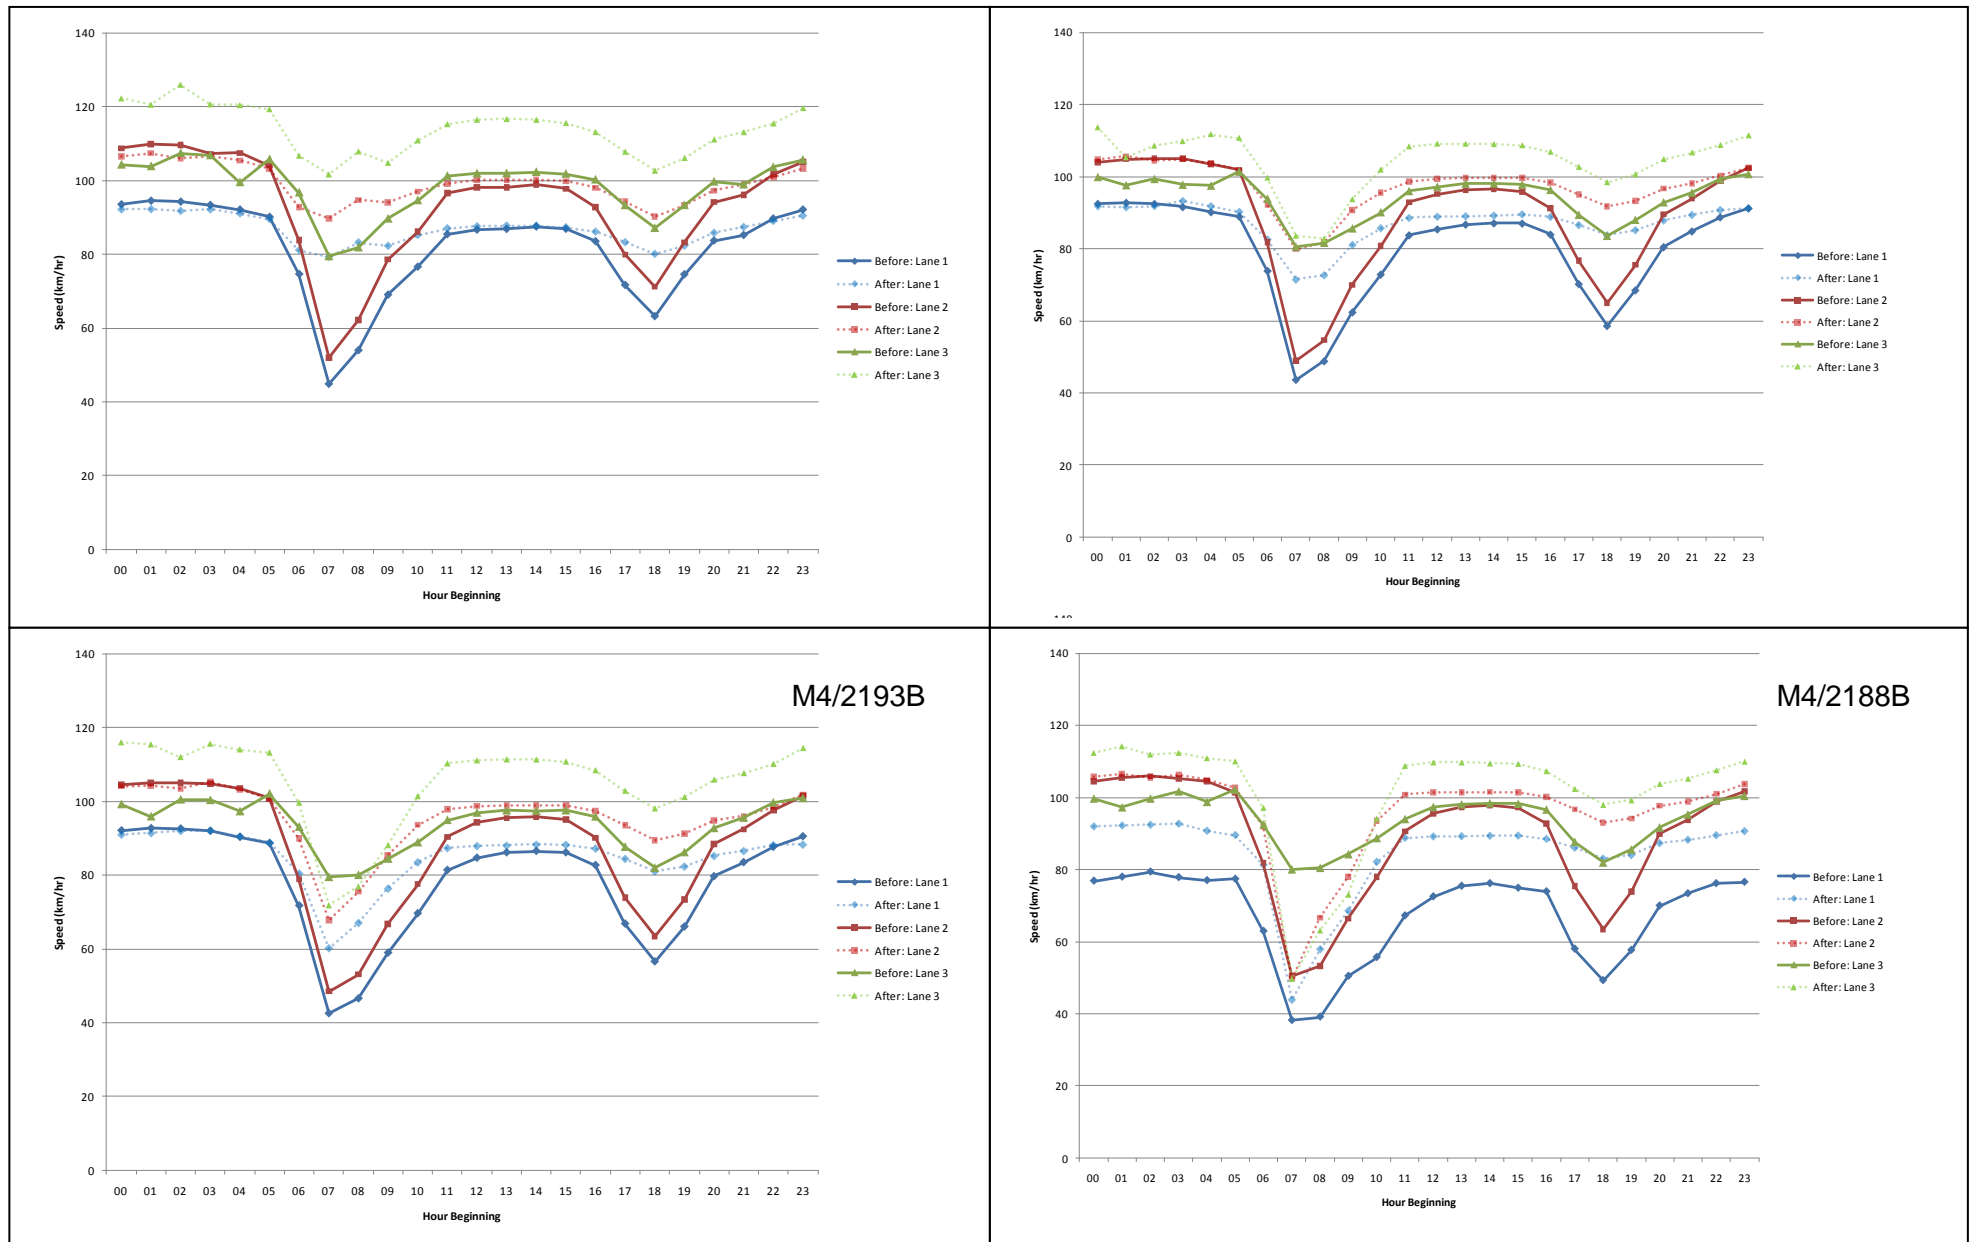 140
120
100
80
60
40
20
0
Speed (km/hr)
00 01 02 03 04 05 06 07 08 09 10 11 12 13 14 15 16 17 18 19 20 21 22 23
Hour Beginning
Before: Lane 1
After: Lane 1
Before: Lane 2
After: Lane 2
Before: Lane 3
After: Lane 3
140
120
100
80
60
40
20
0
Speed (km/hr)
00 01 02 03 04 05 06 07 08 09 10 11 12 13 14 15 16 17 18 19 20 21 22 23
Hour Beginning
Before: Lane 1
After: Lane 1
Before: Lane 2
After: Lane 2
Before: Lane 3
After: Lane 3
140
M4/2193B
140
120
100
80
60
40
20
0
Speed (km/hr)
00 01 02 03 04 05 06 07 08 09 10 11 12 13 14 15 16 17 18 19 20 21 22 23
Hour Beginning
Before: Lane 1
After: Lane 1
Before: Lane 2
After: Lane 2
Before: Lane 3
After: Lane 3
M4/2188B
140
120
100
80
60
40
20
0
Speed (km/hr)
00 01 02 03 04 05 06 07 08 09 10 11 12 13 14 15 16 17 18 19 20 21 22 23
Hour Beginning
Before: Lane 1
After: Lane 1
Before: Lane 2
After: Lane 2
Before: Lane 3
After: Lane 3